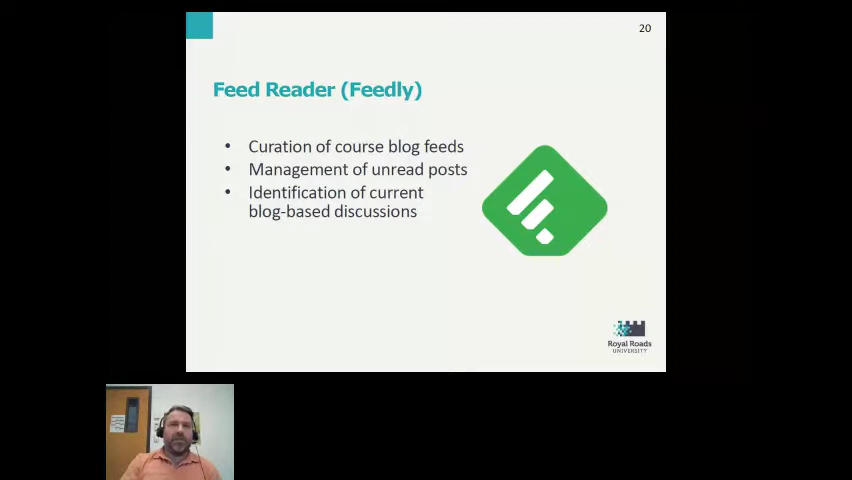 20
Feed Reader (Feedly)
• Curation of course blog feeds
• Management of unread posts
• Identification of current
blog-based discussions
Royal Roads
UNIVERSITY